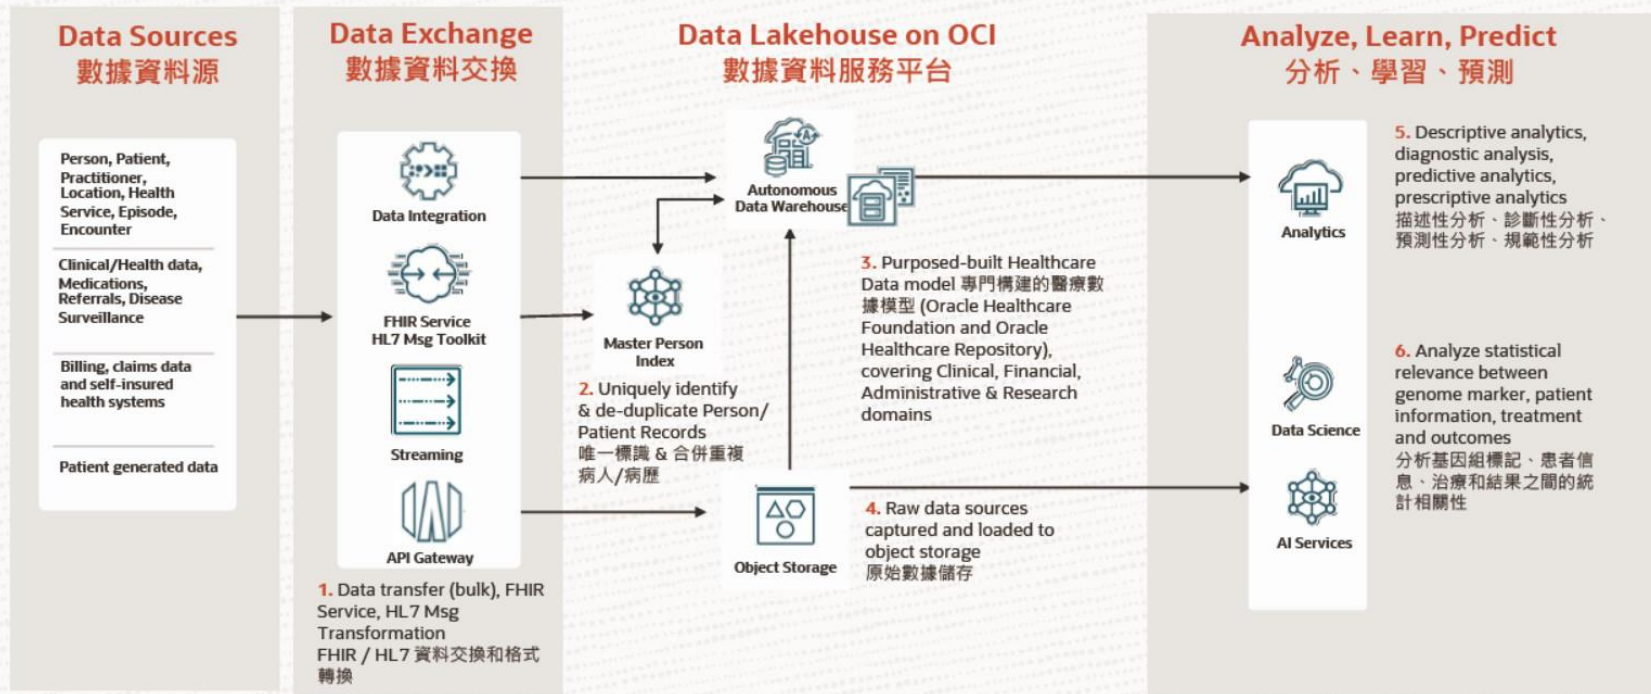 Data Sources
數據資料源
Person, Patient,
Practitioner,
Location, Health
Service, Episode,
Encounter
Clinical/Health data,
Medications,
Referrals, Disease
Surveillance
Billing, claims data
and self-insured
health systems
Patient generated data
Data Exchange
數據資料交換
Data Integration
FHIR Service
HL7 Msg Toolkit
Streaming
API Gateway
1. Data transfer (bulk), FHIR
Service, HL7 Msg
Transformation
FHIR / HL7 資料交換和格式
轉換
Data Lakehouse on OCI
數據資料服務平台
Autonomous
Data Warehouse
Master Person
Index
2. Uniquely identify
& de-duplicate Person/
Patient Records
唯一標識 & 合併重複
病人/病歷
3. Purposed-built Healthcare
Data model 專門構建的醫療數
據模型 (Oracle Healthcare
Foundation and Oracle
Healthcare Repository),
covering Clinical, Financial,
Administrative & Research
domains
Object Storage
4. Raw data sources
captured and loaded to
object storage
原始數據儲存
Analyze, Learn, Predict
分析、學習、預測
Analytics
5. Descriptive analytics,
diagnostic analysis,
predictive analytics,
prescriptive analytics
描述性分析、診斷性分析、
預測性分析、規範性分析
Data Science
AI Services
6. Analyze statistical
relevance between
genome marker, patient
information, treatment
and outcomes
分析基因組標記、患者信
息、治療和結果之間的統
計相關性